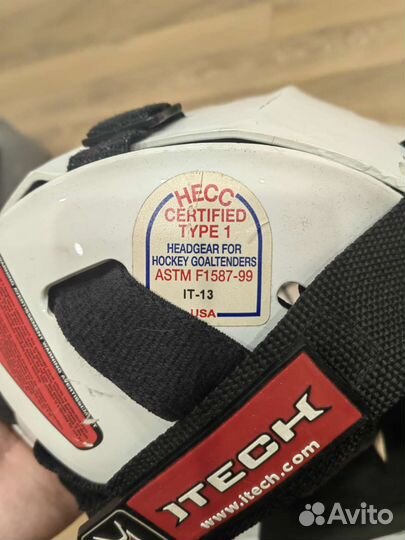 HECC
CERTIFIED
TYPE 1
HEADGEAR FOR
HOCKEY GOALTENDERS
ASTM F1587-99
IT-13
USA
ITECH
www.itech.com
Avito